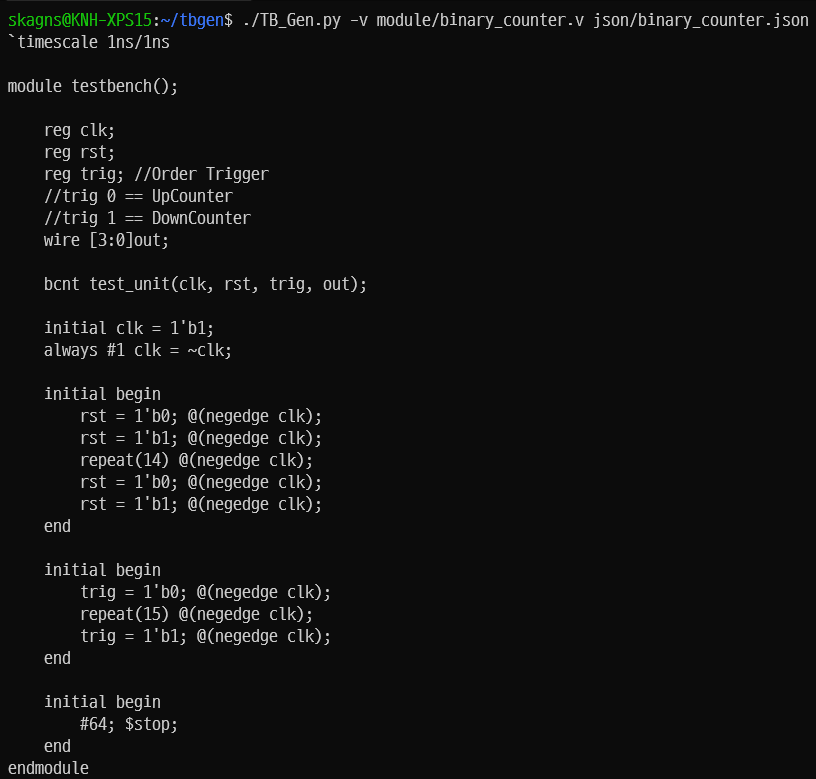 skagns@KNH-XPS15:~/tbgen$ ./TB_Gen.py -v module/binary_counter.v json/binary_counter.json
`timescale 1ns/1ns

module testbench();

    reg clk;
    reg rst;
    reg trig; //Order Trigger
    //trig 0 == UpCounter
    //trig 1 == DownCounter
    wire [3:0]out;

    bcnt test_unit(clk, rst, trig, out);

    initial clk = 1'b1;
    always #1 clk = ~clk;

    initial begin
        rst = 1'b0; @(negedge clk);
        rst = 1'b1; @(negedge clk);
        repeat(14) @(negedge clk);
        rst = 1'b0; @(negedge clk);
        rst = 1'b1; @(negedge clk);
    end

    initial begin
        trig = 1'b0; @(negedge clk);
        repeat(15) @(negedge clk);
        trig = 1'b1; @(negedge clk);
    end

    initial begin
        #64; $stop;
    end
endmodule